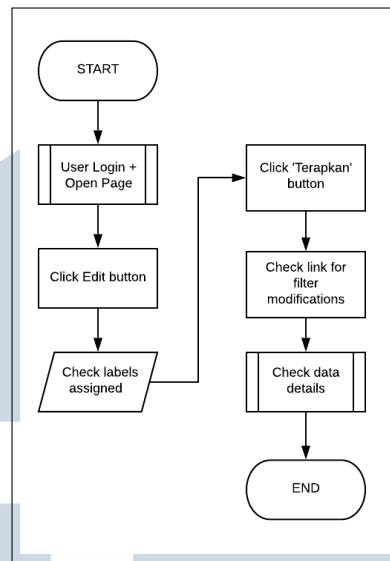 START
User Login +
Open Page
Click Edit button
Check labels
assigned
Click 'Terapkan'
button
Check link for
filter
modifications
Check data
details
END